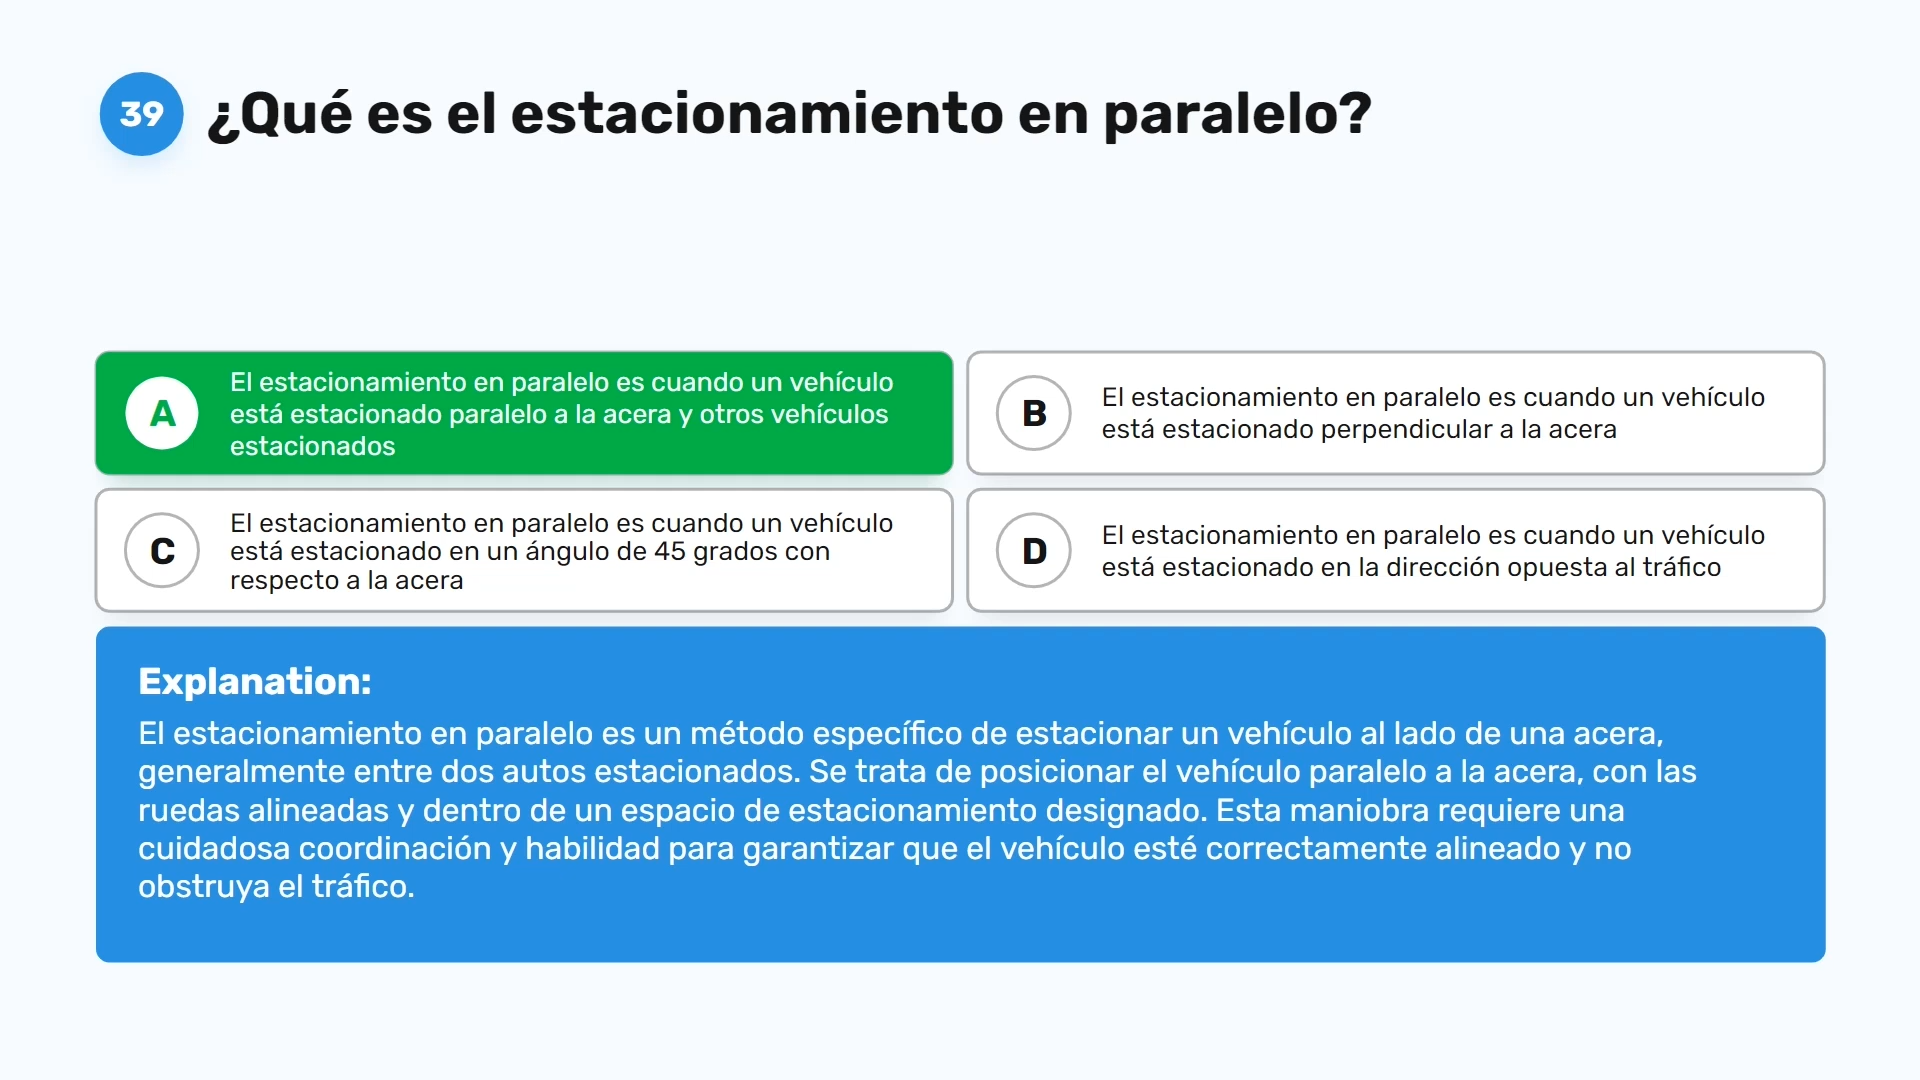 39
¿Qué es el estacionamiento en paralelo?
A
El estacionamiento en paralelo es cuando un vehículo
está estacionado paralelo a la acera y otros vehículos
estacionados
B
El estacionamiento en paralelo es cuando un vehículo
está estacionado perpendicular a la acera
C
El estacionamiento en paralelo es cuando un vehículo
está estacionado en un ángulo de 45 grados con
respecto a la acera
D
El estacionamiento en paralelo es cuando un vehículo
está estacionado en la dirección opuesta al tráfico
Explanation:
El estacionamiento en paralelo es un método específico de estacionar un vehículo al lado de una acera,
generalmente entre dos autos estacionados. Se trata de posicionar el vehículo paralelo a la acera, con las
ruedas alineadas y dentro de un espacio de estacionamiento designado. Esta maniobra requiere una
cuidadosa coordinación y habilidad para garantizar que el vehículo esté correctamente alineado y no
obstruya el tráfico.